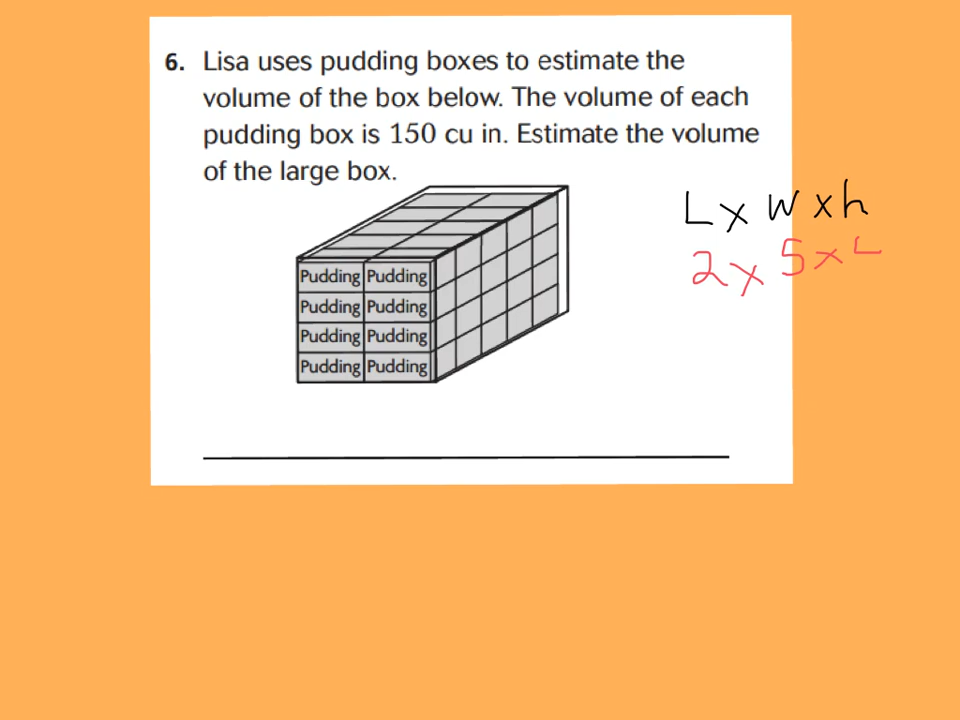 6. Lisa uses pudding boxes to estimate the
volume of the box below. The volume of each
pudding box is 150 cu in. Estimate the volume
of the large box.
L x W x h
2 x 5 x
Pudding Pudding
Pudding Pudding
Pudding Pudding
Pudding Pudding